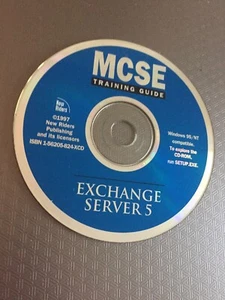 MCSE
TRAINING GUIDE
New
Riders
©1997
New Riders
Publishing
and its licensors
ISBN 1-56205-824-XCD
Windows 95/NT
compatible.
To explore the
CD-ROM,
run SETUP.EXE.
EXCHANGE
SERVER 5